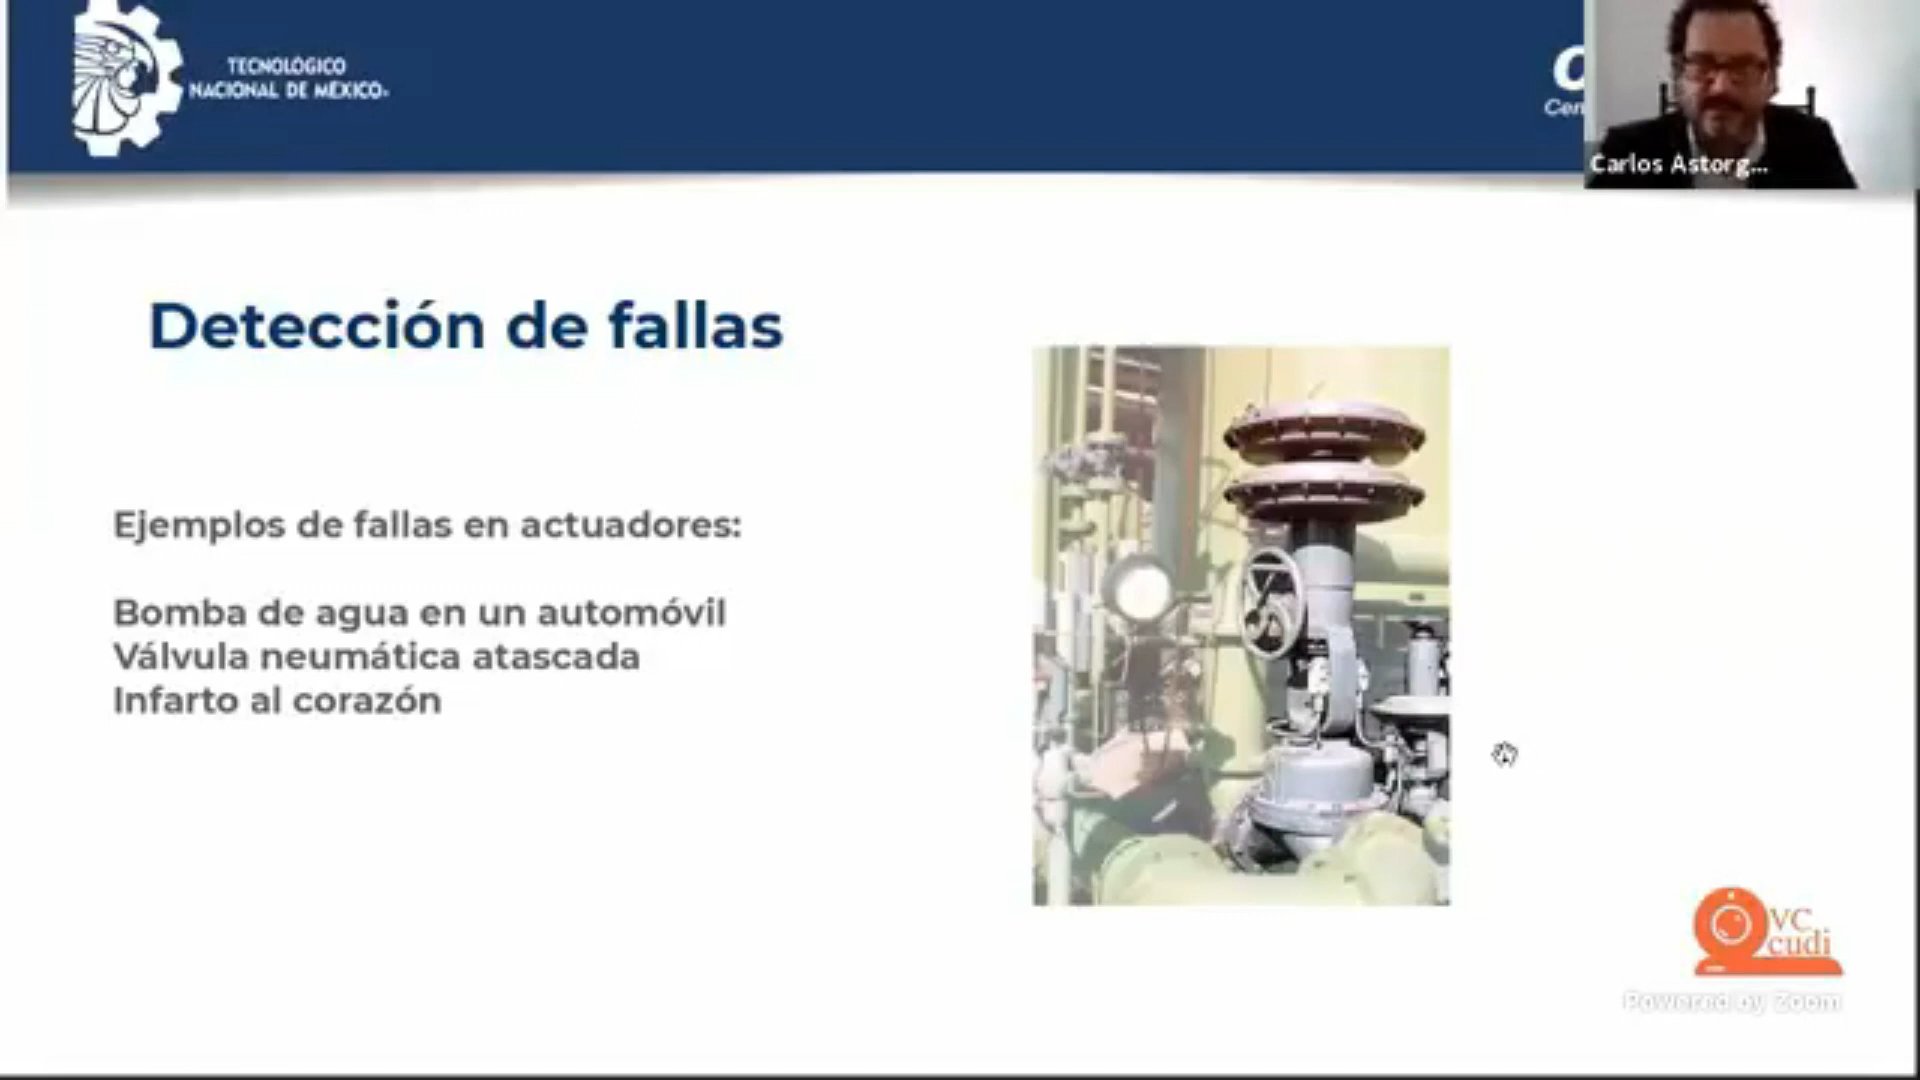 TECNOLÓGICO
NACIONAL DE MÉXICO®
Cen
Carlos Astorg...
Detección de fallas
Ejemplos de fallas en actuadores:
Bomba de agua en un automóvil
Válvula neumática atascada
Infarto al corazón
VC
cudi
Powered by Zoom